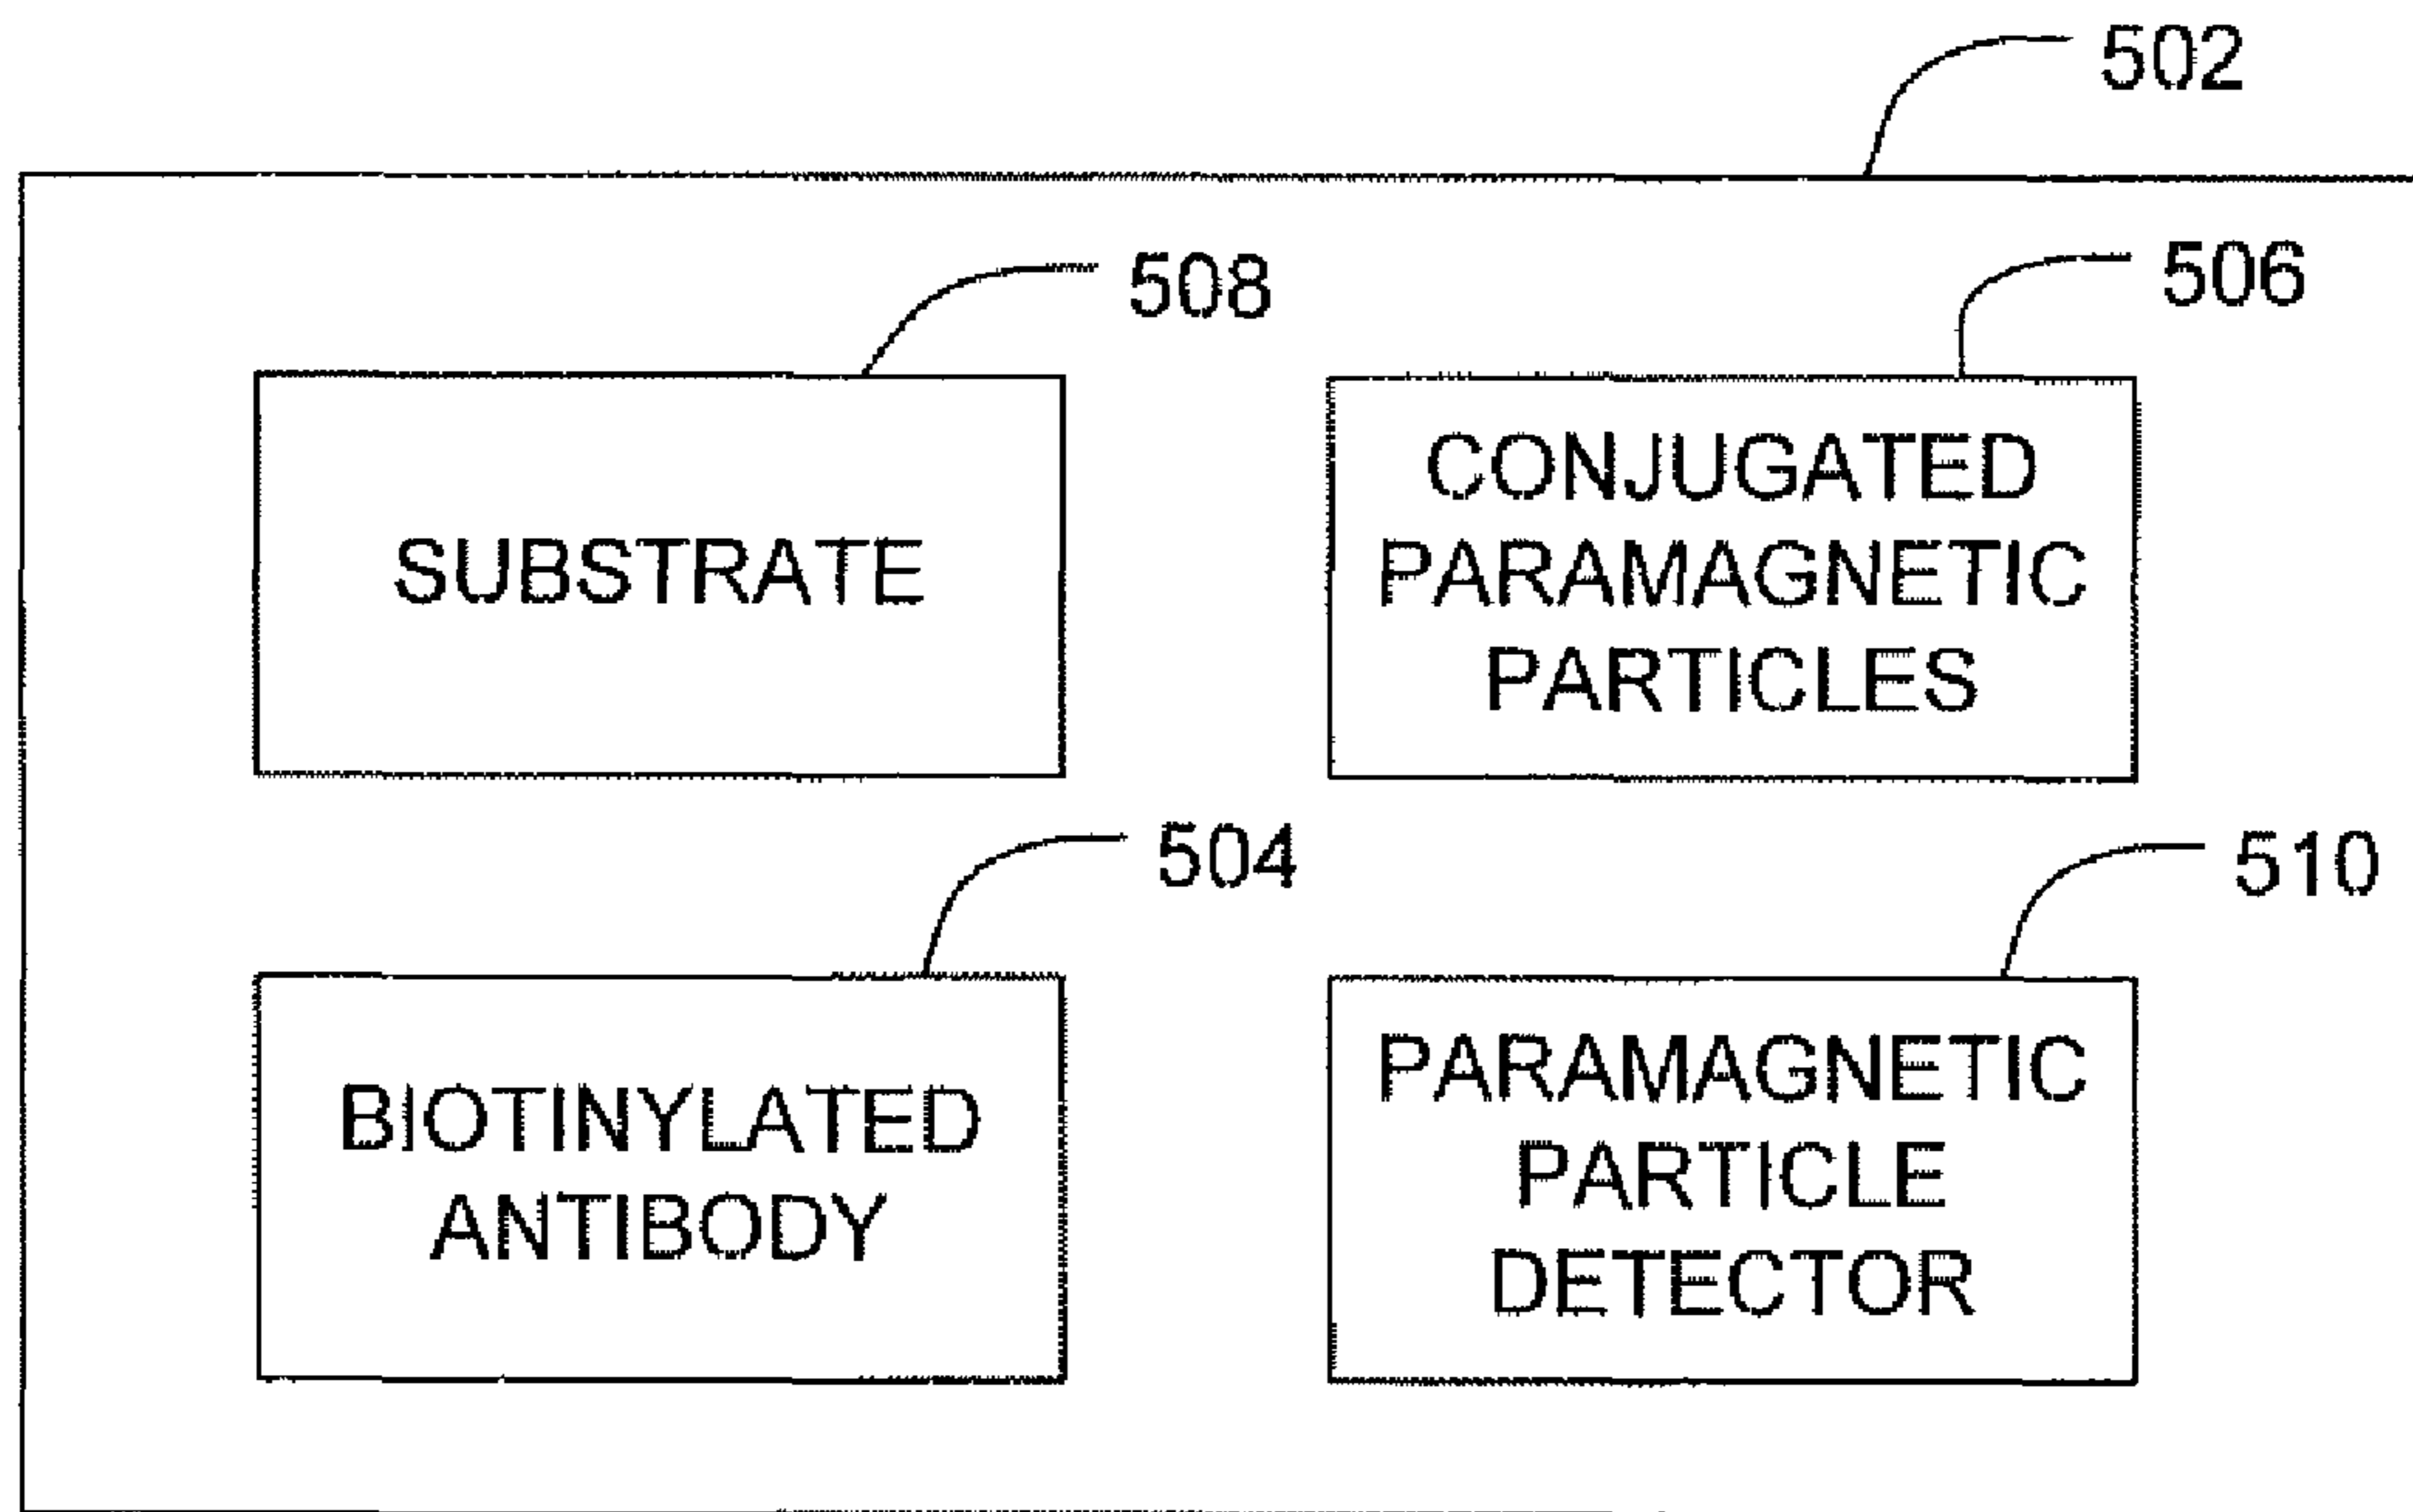 502
508
506
SUBSTRATE
CONJUGATED
PARAMAGNETIC
PARTICLES
504
510
BIOTINYLATED
ANTIBODY
PARAMAGNETIC
PARTICLE
DETECTOR